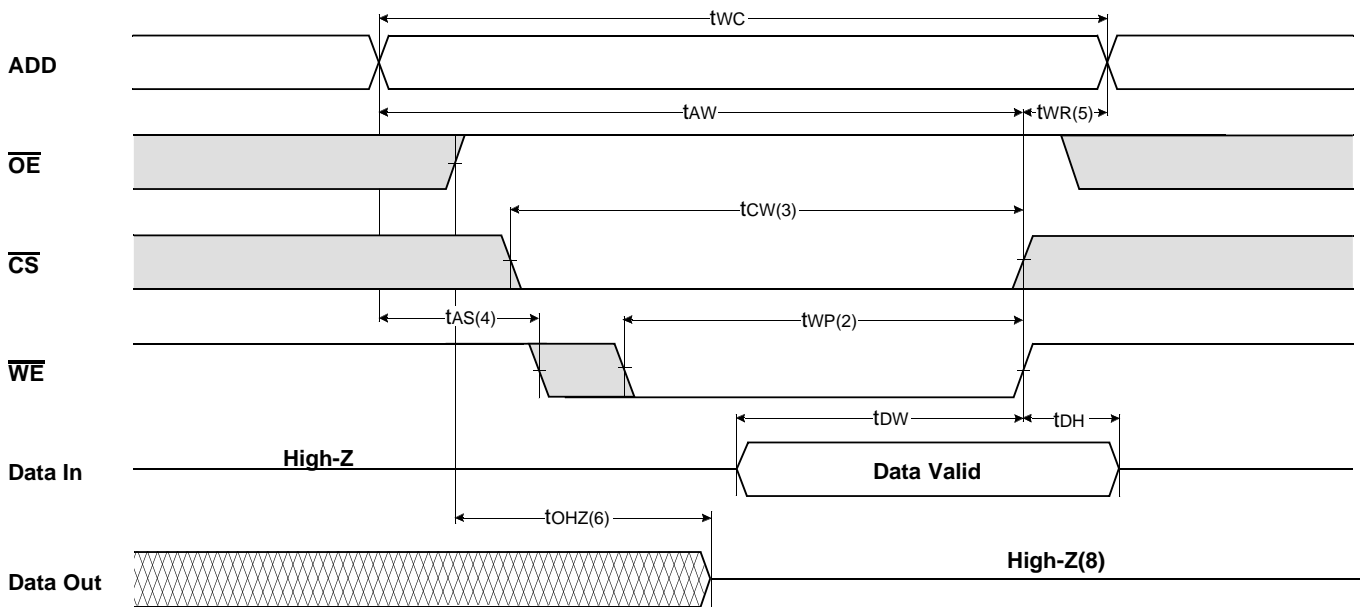 tWC
ADD
tAW
tWR(5)
OE
tCW(3)
CS
tAS(4)
tWP(2)
WE
tDW
tDH
High-Z
Data In
Data Valid
tOHZ(6)
High-Z(8)
Data Out